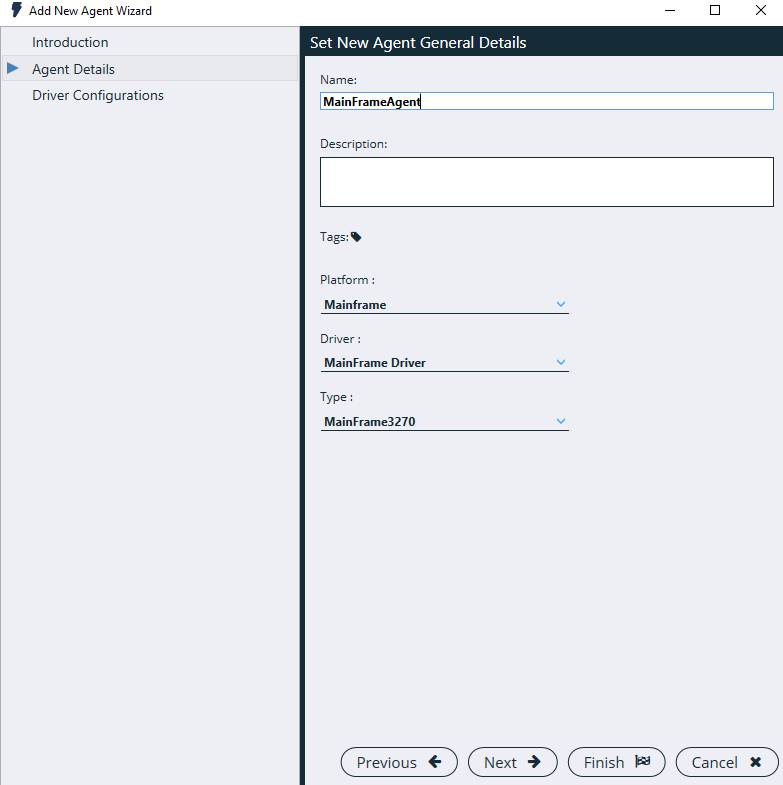 Add New Agent Wizard
Introduction
Agent Details
Driver Configurations
Set New Agent General Details
Name:
MainFrameAgent
Description:
Tags:
Platform :
Mainframe
Driver :
MainFrame Driver
Type :
MainFrame3270
Previous
Next
Finish
Cancel